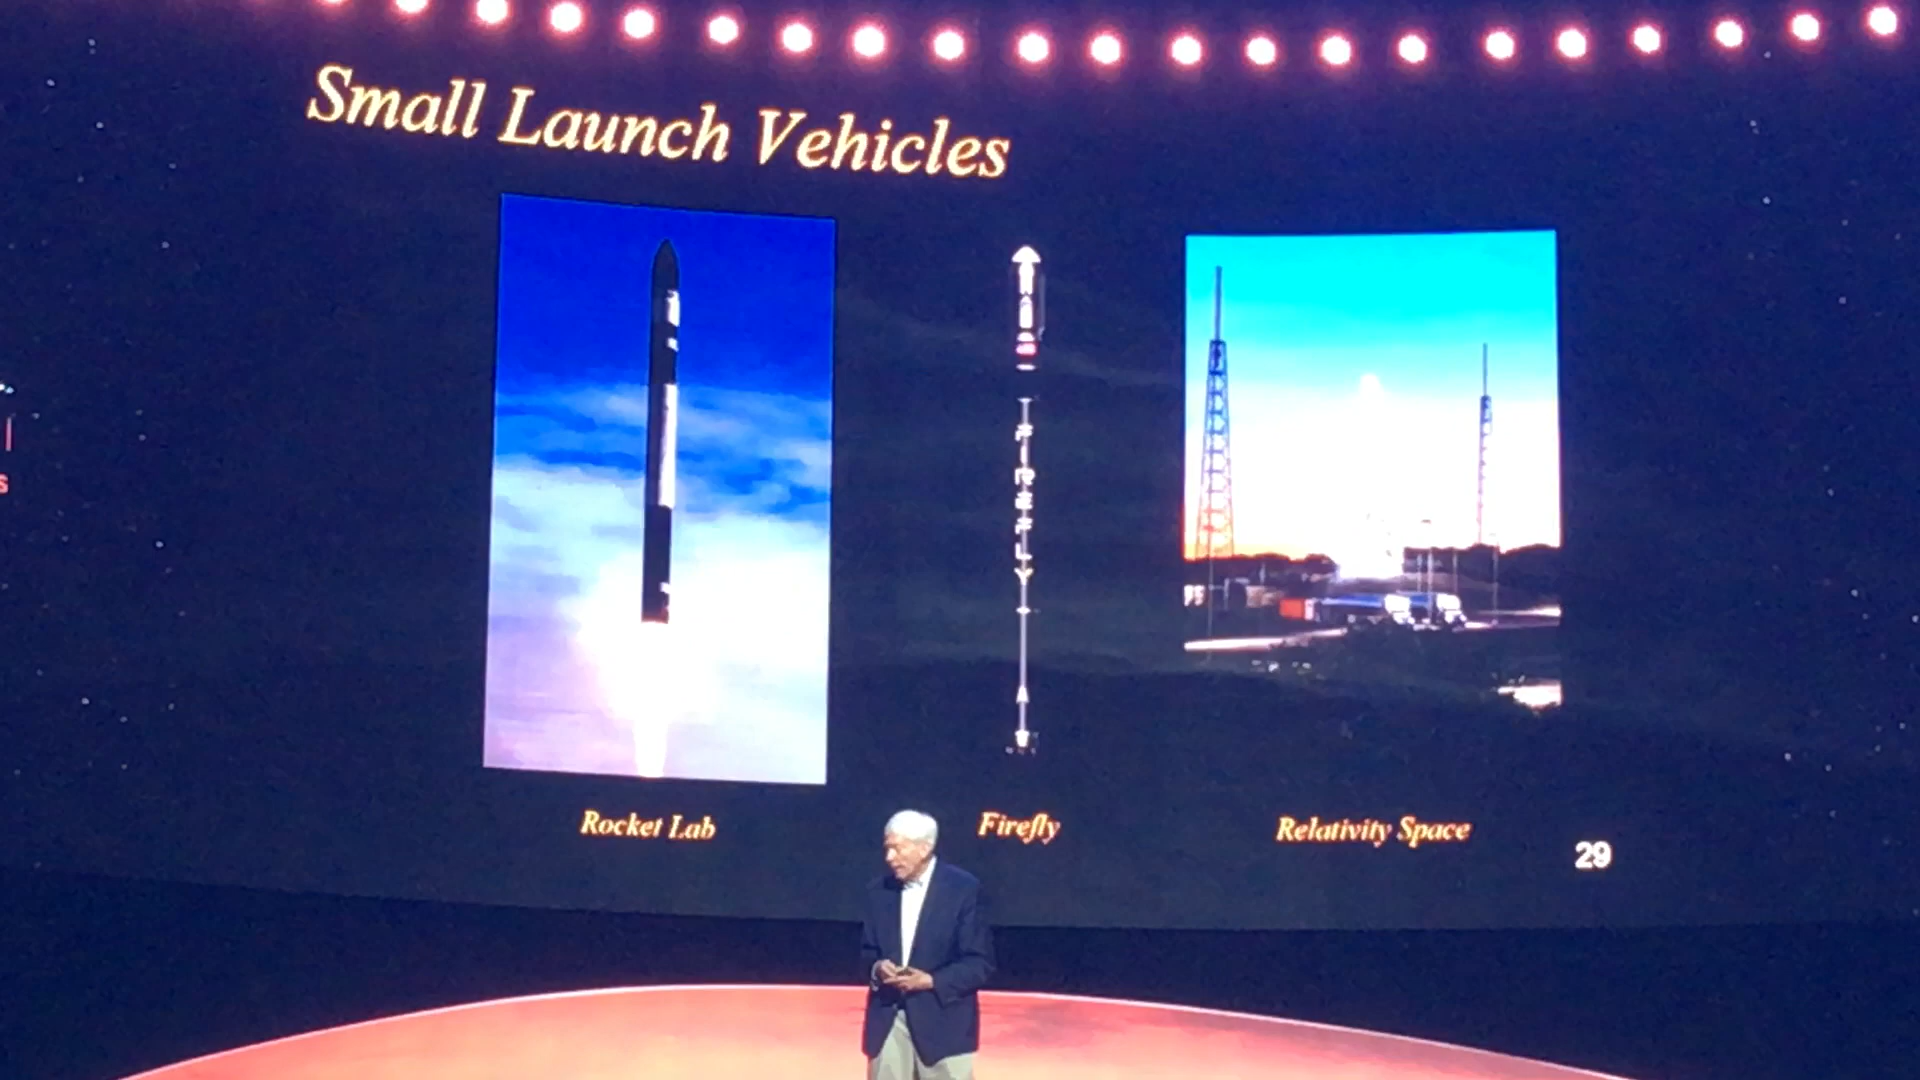 Small Launch Vehicles
FIREFLY
Rocket Lab
Firefly
Relativity Space
29
s